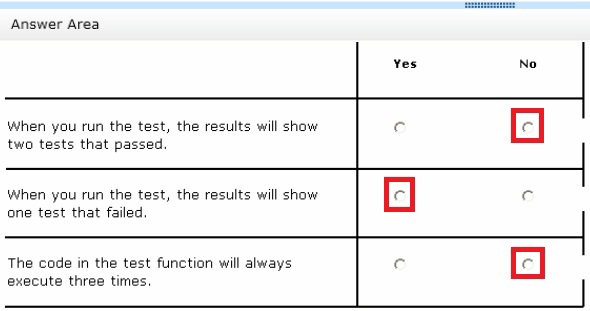 Answer Area
Yes No
When you run the test, the results will show
two tests that passed.
When you run the test, the results will show
one test that failed.
The code in the test function will always
execute three times.